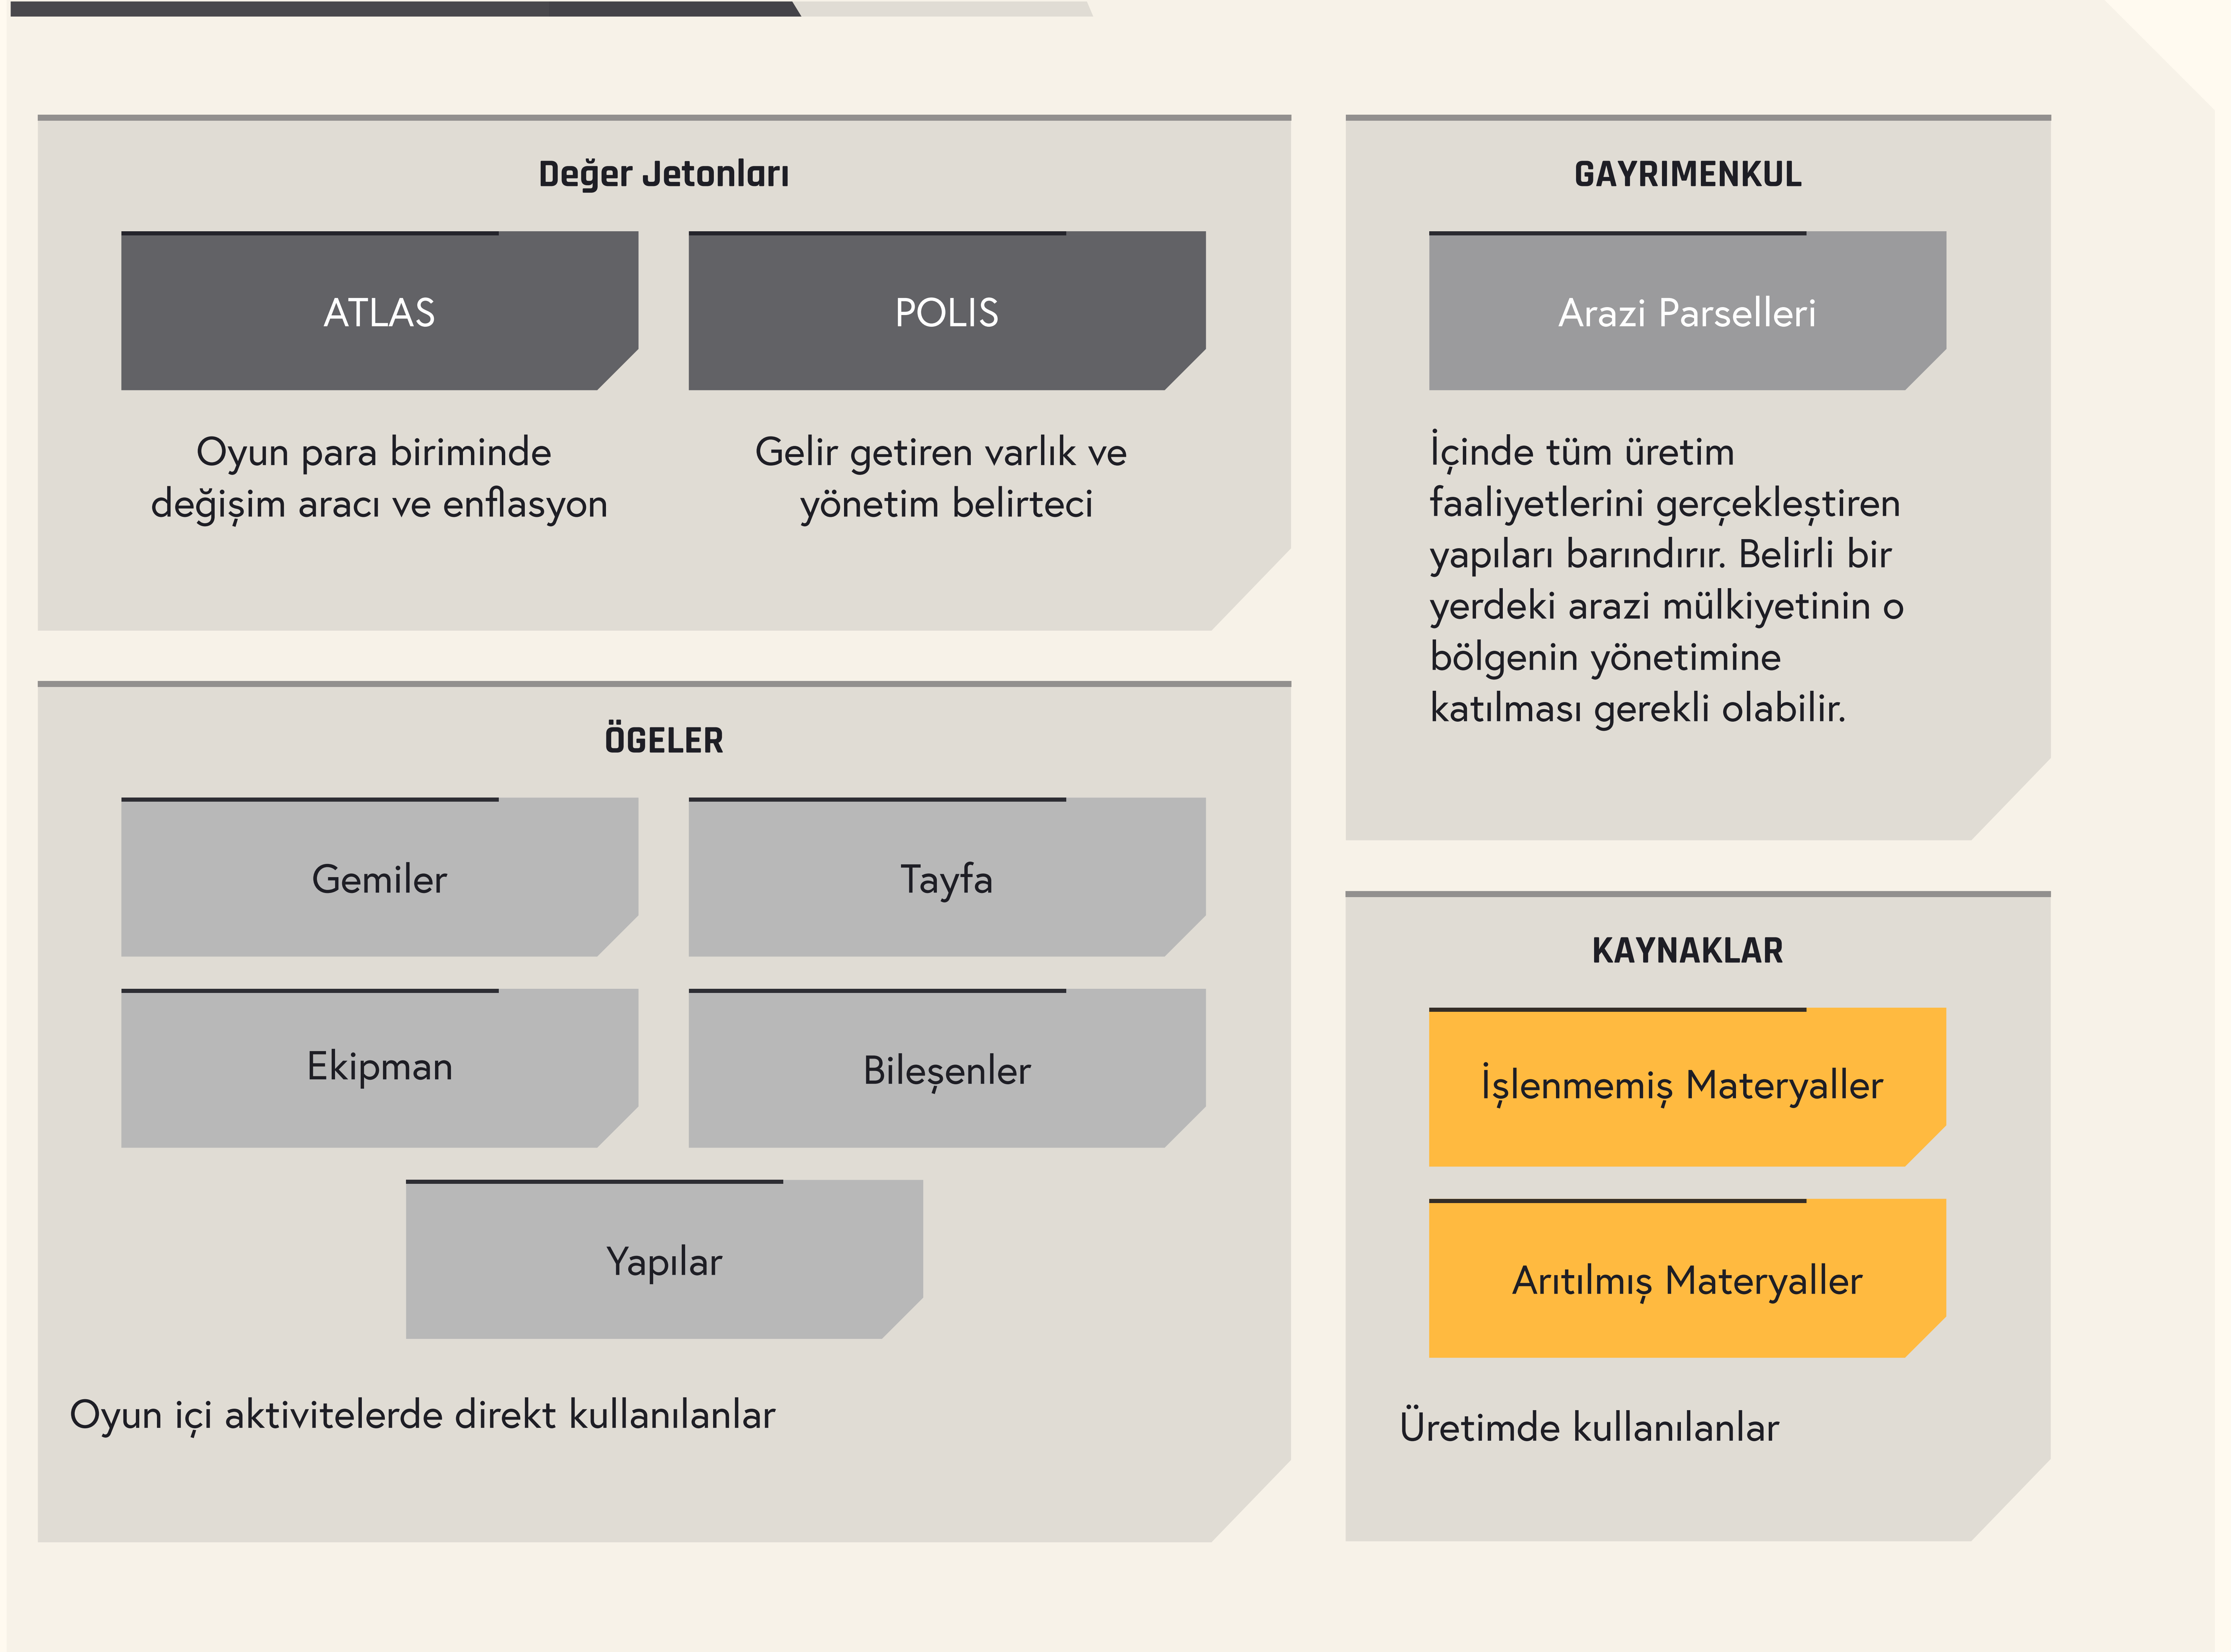 Değer Jetonları
ATLAS
POLIS
Oyun para biriminde
değişim aracı ve enflasyon
Gelir getiren varlık ve
yönetim belirteci
GAYRIMENKUL
Arazi Parselleri
İçinde tüm üretim
faaliyetlerini gerçekleştiren
yapıları barındırır. Belirli bir
yerdeki arazi mülkiyetinin o
bölgenin yönetimine
katılması gerekli olabilir.
ÖGELER
Gemiler
Tayfa
Ekipman
Bileşenler
Yapılar
Oyun içi aktivitelerde direkt kullanılanlar
KAYNAKLAR
İşlenmemiş Materyaller
Arıtılmış Materyaller
Üretimde kullanılanlar